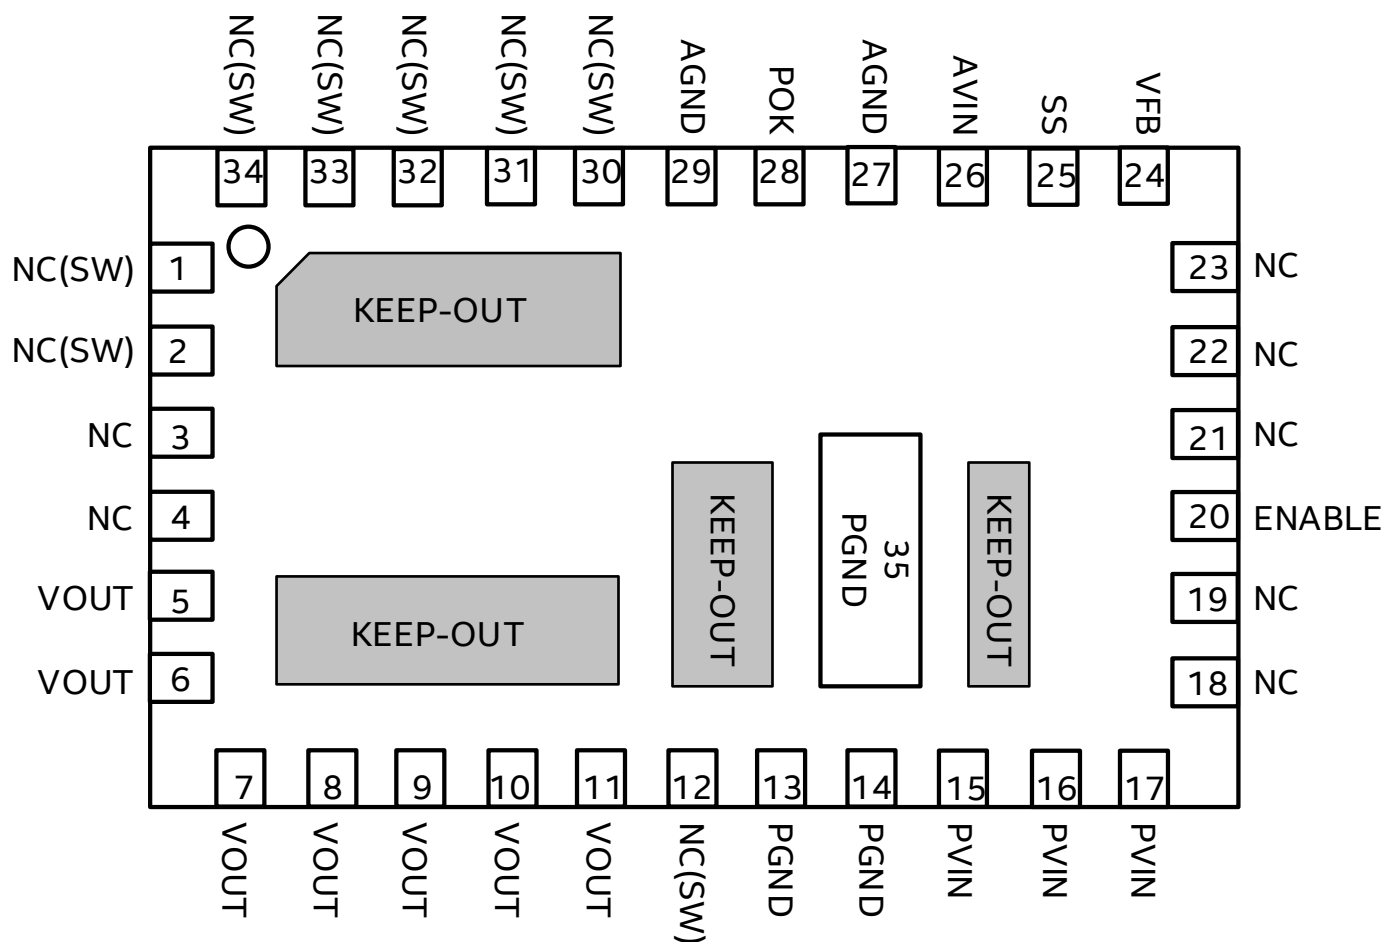 NC(SW)
NC(SW)
NC(SW)
NC(SW)
NC(SW)
AGND
POK
AGND
AVIN
SS
VFB
34
33
32
31
30
29
28
27
26
25
24
NC(SW) 1
NC(SW) 2
NC 3
NC 4
VOUT 5
VOUT 6
KEEP-OUT
KEEP-OUT
KEEP-OUT
35
PGND
KEEP-OUT
23 NC
22 NC
21 NC
20 ENABLE
19 NC
18 NC
7
8
9
10
11
12
13
14
15
16
17
VOUT
VOUT
VOUT
VOUT
VOUT
NC(SW)
PGND
PGND
PVIN
PVIN
PVIN